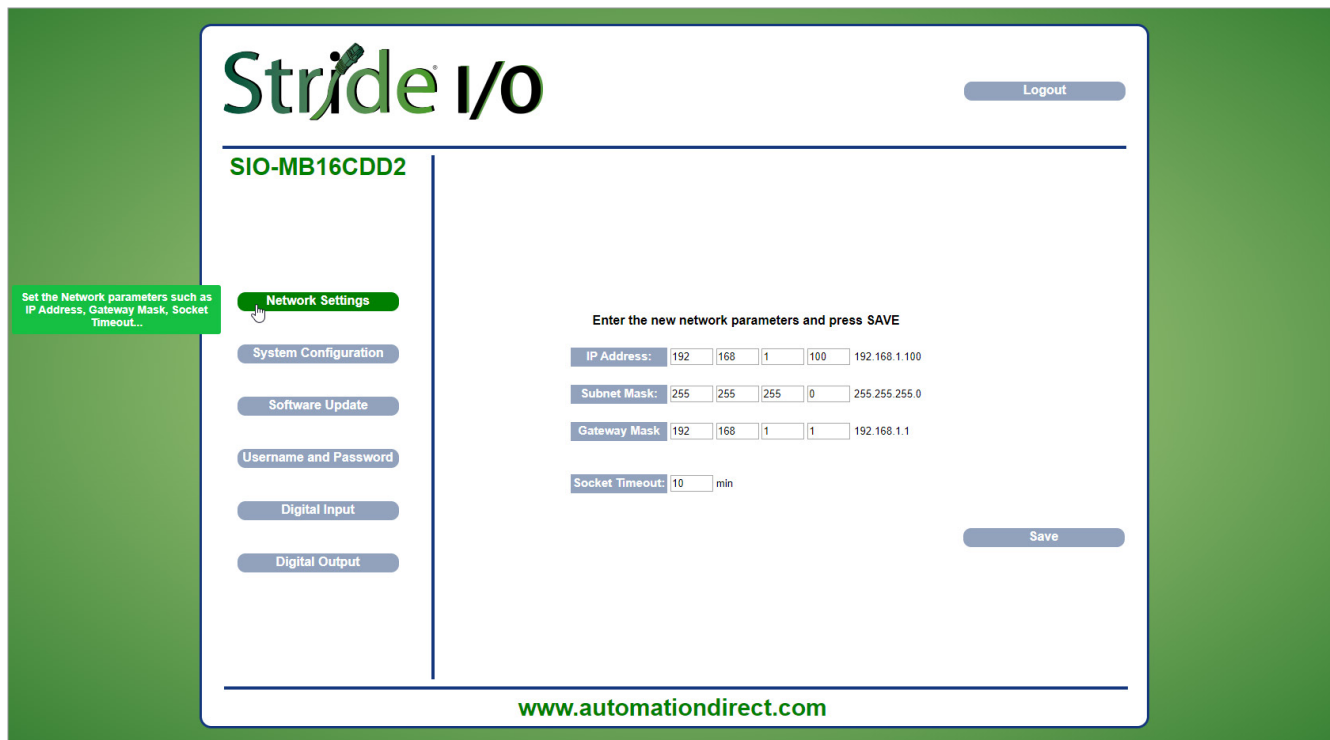 Stride® I/O
Logout
SIO-MB16CDD2
Set the Network parameters such as
IP Address, Gateway Mask, Socket
Timeout...
Network Settings
System Configuration
Software Update
Username and Password
Digital Input
Digital Output
Enter the new network parameters and press SAVE
IP Address: 192 168 1 100 192.168.1.100
Subnet Mask: 255 255 255 0 255.255.255.0
Gateway Mask 192 168 1 1 192.168.1.1
Socket Timeout: 10 min
Save
www.automationdirect.com